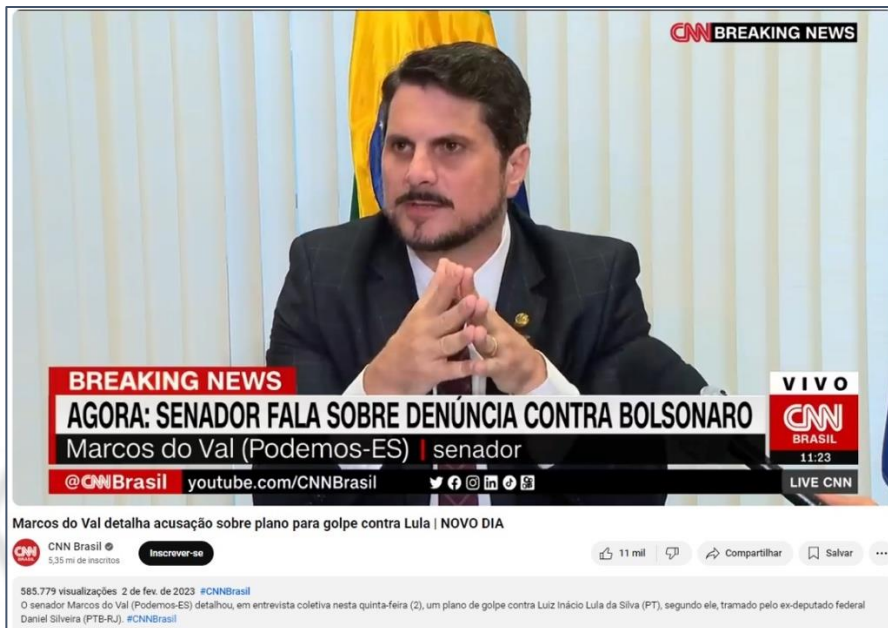 CNN BREAKING NEWS
BREAKING NEWS
AGORA: SENADOR FALA SOBRE DENÚNCIA CONTRA BOLSONARO
Marcos do Val (Podemos-ES) | senador
@CNNBrasil youtube.com/CNNBrasil
VIVO
CNN
BRASIL
11:23
LIVE CNN
Marcos do Val detalha acusação sobre plano para golpe contra Lula | NOVO DIA
CNN Brasil
5,35 mi de inscritos
Inscrever-se
11 mil
Compartilhar
Salvar
...
585.779 visualizações 2 de fev. de 2023 #CNNBrasil
O senador Marcos do Val (Podemos-ES) detalhou, em entrevista coletiva nesta quinta-feira (2), um plano de golpe contra Luiz Inácio Lula da Silva (PT), segundo ele, tramado pelo ex-deputado federal
Daniel Silveira (PTB-RJ). #CNNBrasil